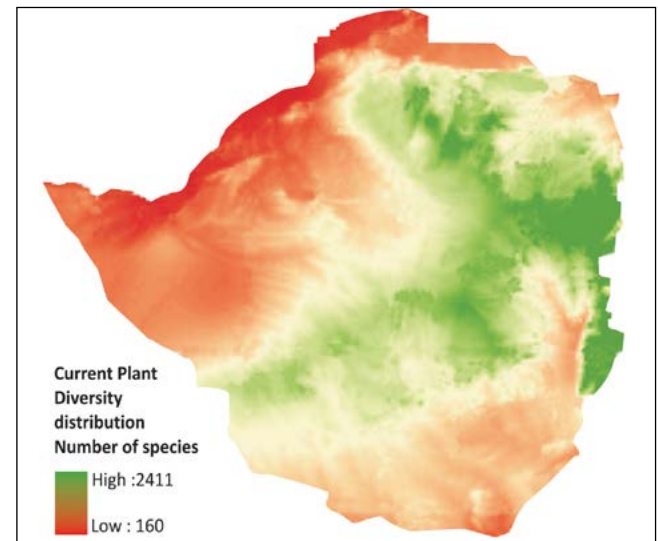 Current Plant
Diversity
distribution
Number of species
High :2411
Low : 160